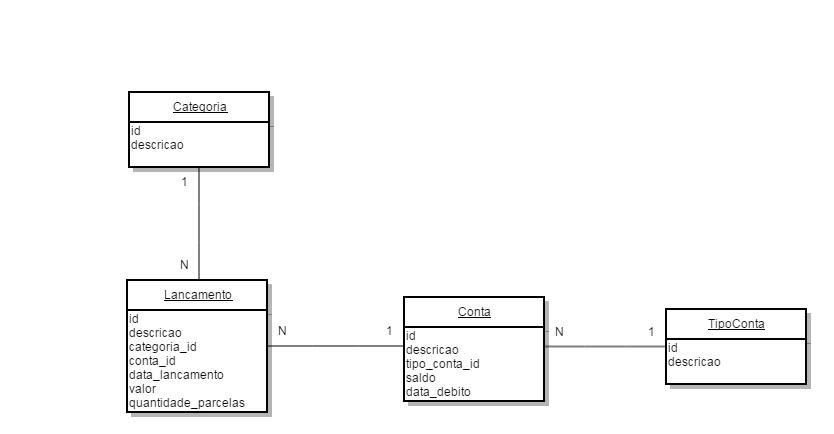 Categoria
id
descricao
1
N
Lancamento
id
descricao
categoria_id
conta_id
data_lancamento
valor
quantidade_parcelas
N
1
Conta
id
descricao
tipo_conta_id
saldo
data_debito
N
1
TipoConta
id
descricao